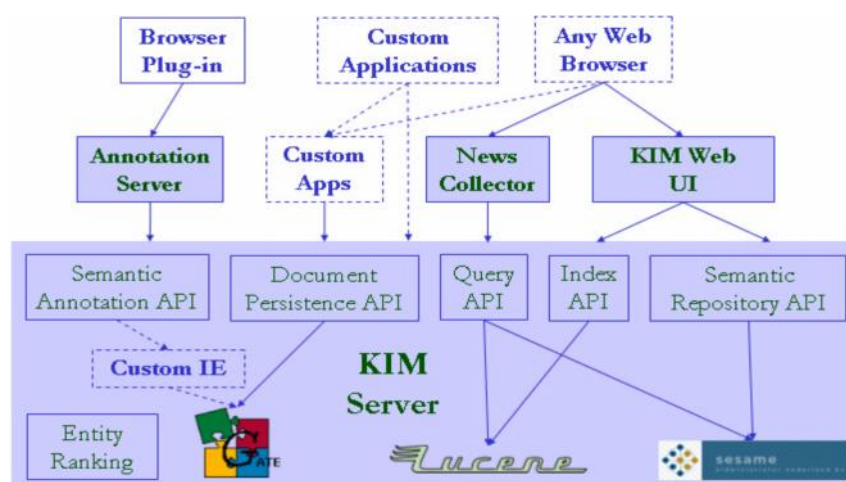 Browser
Plug-in
Custom
Applications
Any Web
Browser
Annotation
Server
Custom
Apps
News
Collector
KIM Web
UI
Semantic
Annotation API
Document
Persistence API
Query
API
Index
API
Semantic
Repository API
Custom IE
KIM
Server
Entity
Ranking
GATE
Lucene
sesame